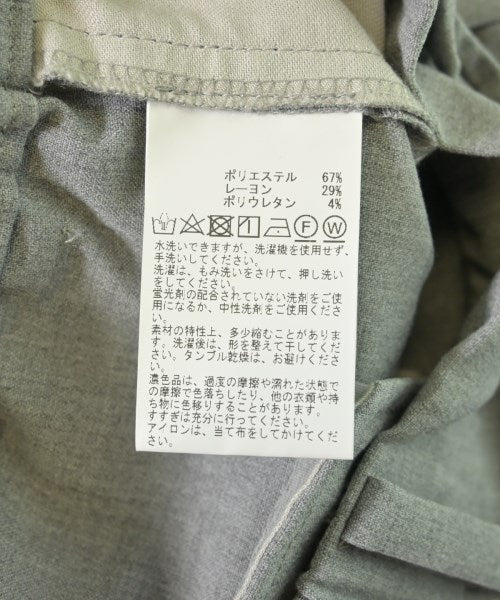 ポリエステル 67%
レーヨン 29%
ポリウレタン 4%
F W
水洗いできますが、洗濯機を使用せず、
手洗いしてください。
洗濯は、もみ洗いをさけて、押し洗い
をしてください。
蛍光剤の配合されていない洗剤をご使
用になるか、中性洗剤をご使用くださ
い。
素材の特性上、多少縮むことがありま
す。洗濯後は、形を整えて干してくださ
い。タンブル乾燥は、お避けくださ
い。
濃色品は、過度の摩擦や濡れた状態で
の摩擦で色落ちしたり、他の衣類や持
ち物に色移りすることがあります。
すすぎは充分に行ってください。
アイロンは、当て布をしてかけてくだ
さい。